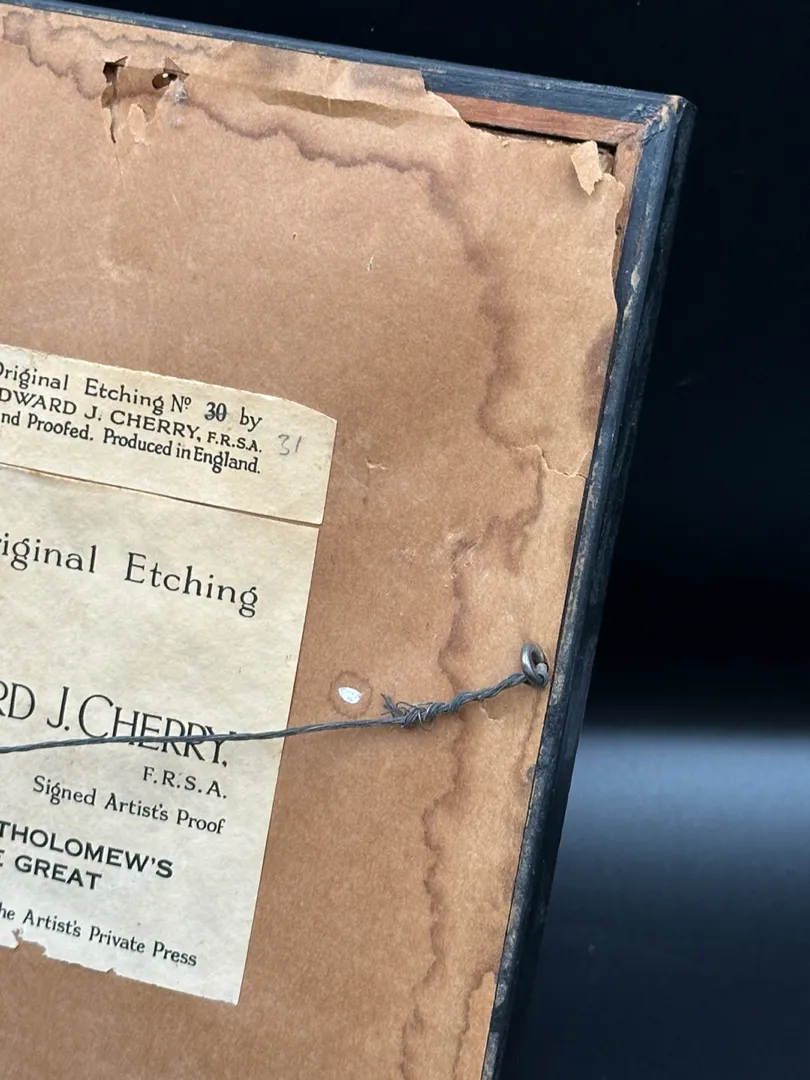 Original Etching Nº 30 by
EDWARD J. CHERRY, F.R.S.A.
31
nd Proofed. Produced in England.
iginal Etching
RD J. CHERRY,
F.R.S.A.
Signed Artist's Proof
THOLOMEW'S
E GREAT
he Artist's Private Press